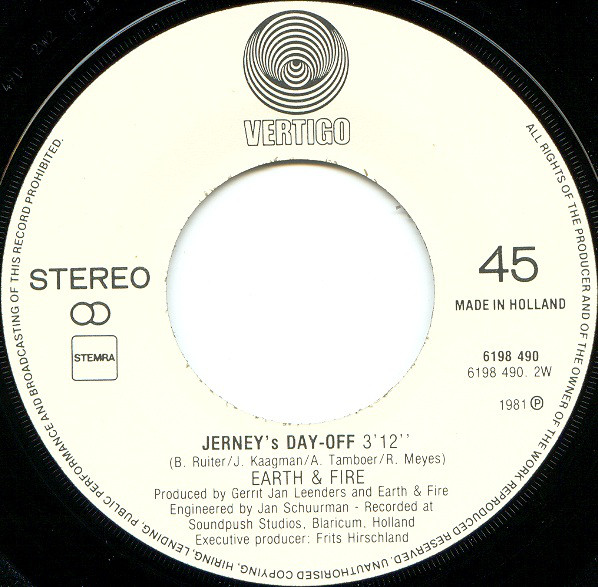 VERTIGO
STEREO
STEMRA
45
MADE IN HOLLAND
6198 490
6198 490. 2W
1981 Ⓟ
JERNEY's DAY-OFF 3'12''
(B. Ruiter/J. Kaagman/A. Tamboer/R. Meyes)
EARTH & FIRE
Produced by Gerrit Jan Leenders and Earth & Fire
Engineered by Jan Schuurman - Recorded at
Soundpush Studios, Blaricum, Holland
Executive producer: Frits Hirschland
ALL RIGHTS OF THE PRODUCER AND OF THE OWNER OF THE WORK REPRODUCED RESERVED. UNAUTHORISED COPYING, HIRING, LENDING, PUBLIC PERFORMANCE AND BROADCASTING OF THIS RECORD PROHIBITED.